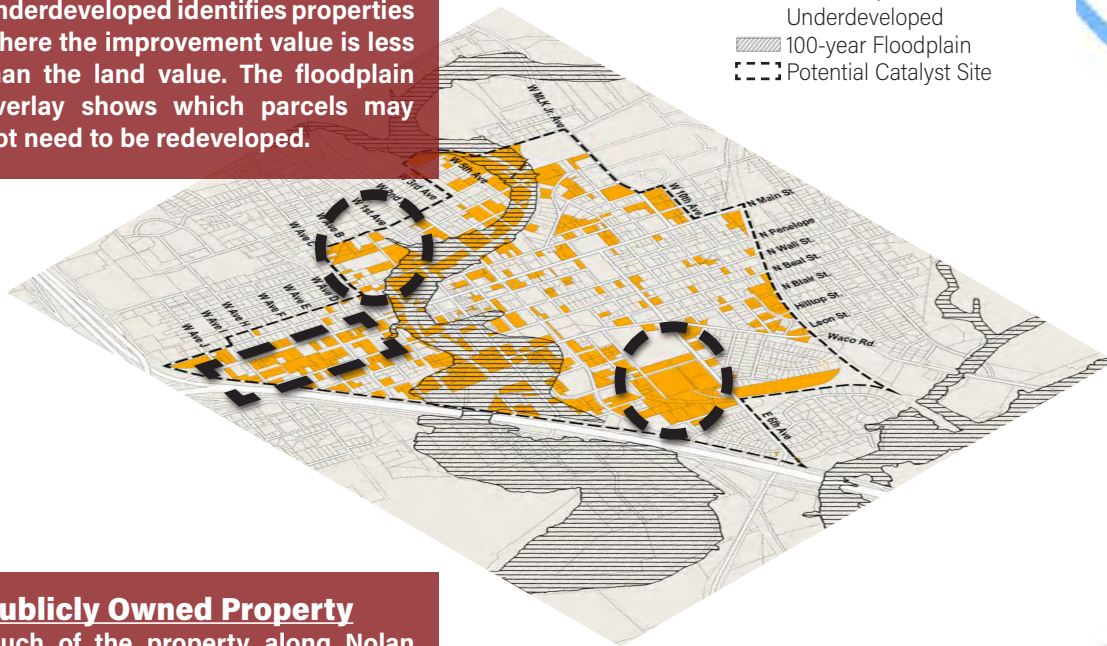 nderdeveloped identifies properties
here the improvement value is less
an the land value. The floodplain
verlay shows which parcels may
ot need to be redeveloped.
Underdeveloped
100-year Floodplain
Potential Catalyst Site
W MLK Jr. Ave
W 5th Ave
W 3rd Ave
W 2nd
W 1st Ave
W Ave B
W Ave C
W Ave D
W Ave E
W Ave F
W Ave H
W Ave I
W Ave J
W 10th Ave
N Main St
N Penelope
N Wall St.
N Beal St.
N Blair St.
Hilltop St.
Leon St.
Waco Rd.
E 6th Ave
ublicly Owned Property
uch of the property along Nolan